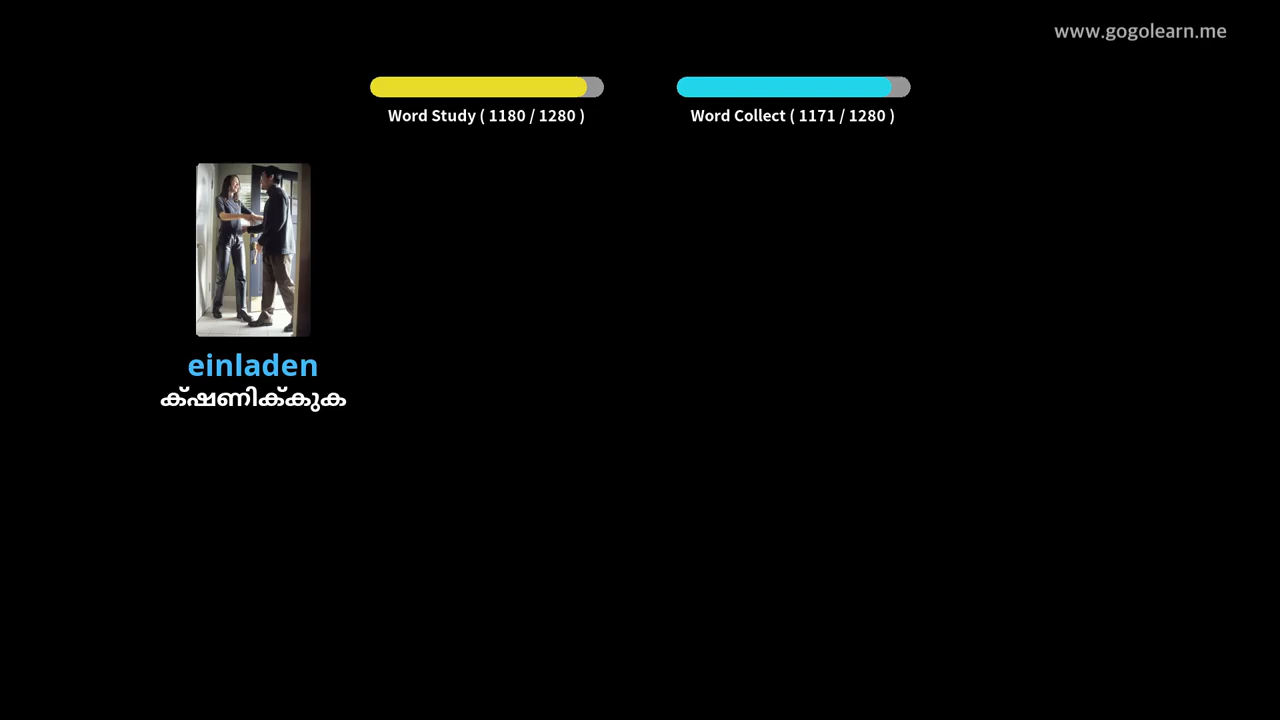 www.gogolearn.me
Word Study ( 1180 / 1280 )
Word Collect ( 1171 / 1280 )
einladen
ക്ഷണിക്കുക